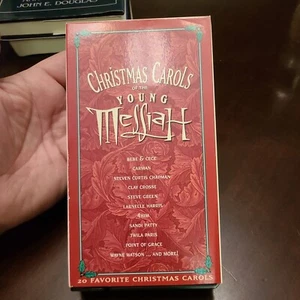 JOHN E. DOUGLAS
CHRISTMAS CAROLS
OF THE
YOUNG
MESSIAH
BEBE & CECE
CARMAN
STEVEN CURTIS CHAPMAN
CLAY CROSSE
STEVE GREEN
LARNELLE HARRIS
4HIM
SANDI PATTY
TWILA PARIS
POINT OF GRACE
WAYNE WATSON ... AND MORE!
20 FAVORITE CHRISTMAS CAROLS